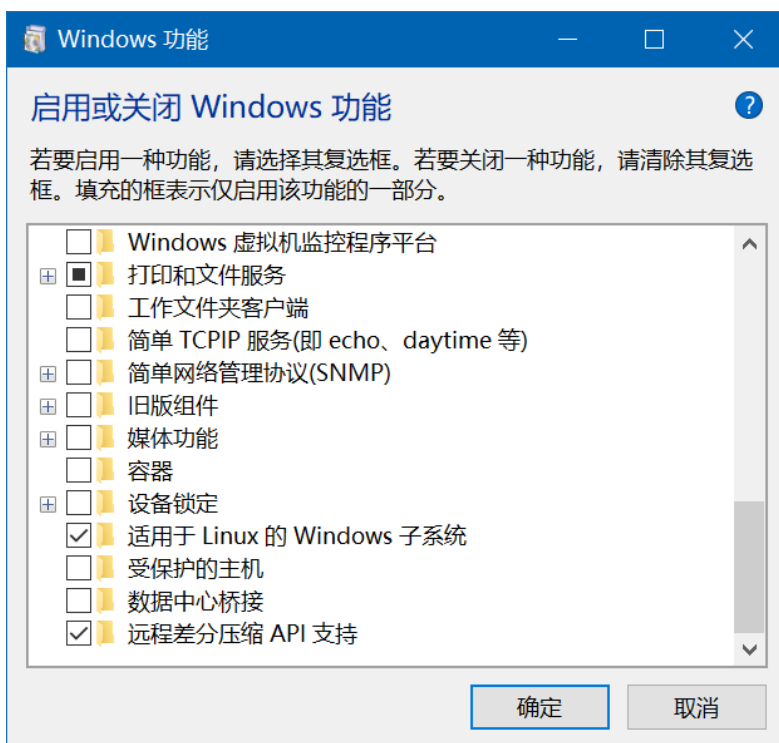 Windows 功能
启用或关闭 Windows 功能
?
若要启用一种功能，请选择其复选框。若要关闭一种功能，请清除其复选
框。填充的框表示仅启用该功能的一部分。
Windows 虚拟机监控程序平台
打印和文件服务
工作文件夹客户端
简单 TCPIP 服务(即 echo、daytime 等)
简单网络管理协议(SNMP)
旧版组件
媒体功能
容器
设备锁定
适用于 Linux 的 Windows 子系统
受保护的主机
数据中心桥接
远程差分压缩 API 支持
确定
取消